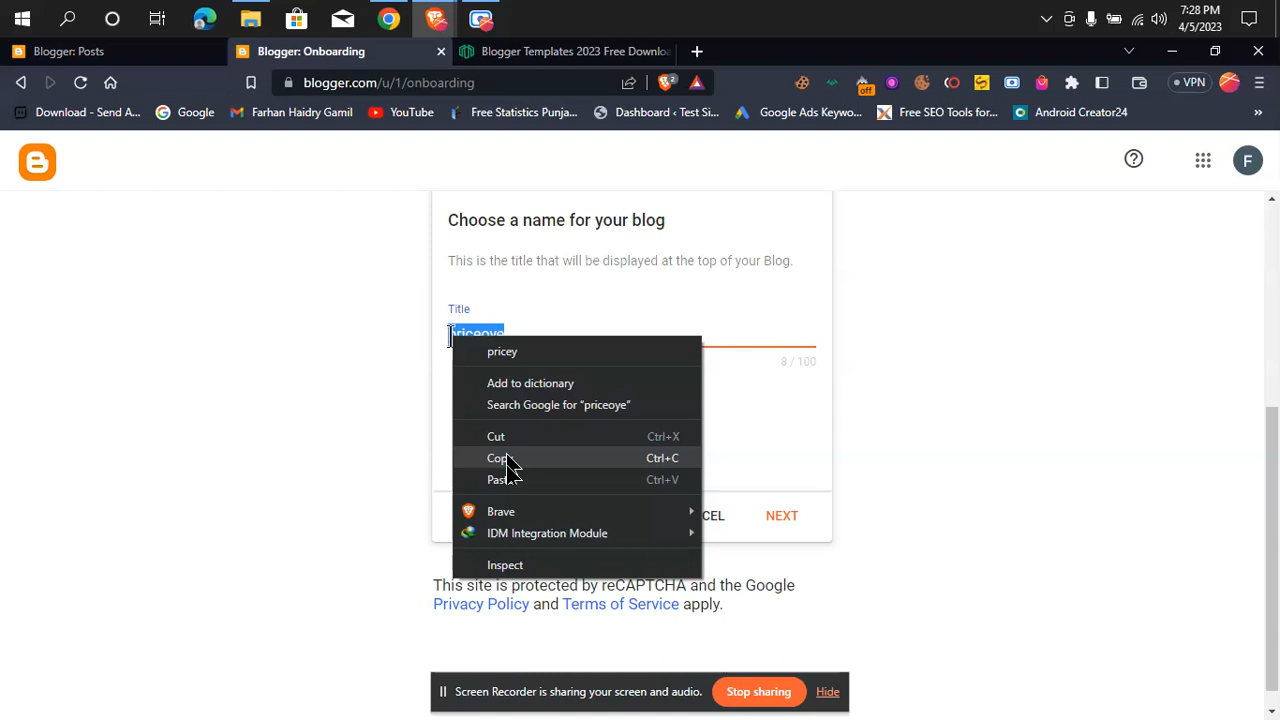 7:28 PM
4/5/2023
Blogger: Posts
Blogger: Onboarding
Blogger Templates 2023 Free Downloa
blogger.com/u/1/onboarding
2
off
VPN
Download - Send A...
Google
Farhan Haidry Gamil
YouTube
Free Statistics Punja...
Dashboard ‹ Test Si...
Google Ads Keywo...
Free SEO Tools for...
Android Creator24
»
F
Choose a name for your blog
This is the title that will be displayed at the top of your Blog.
Title
priceoye
8 / 100
pricey
Add to dictionary
Search Google for “priceoye”
Cut Ctrl+X
Ctrl+C
Ctrl+V
Brave
IDM Integration Module
Inspect
NEXT
This site is protected by reCAPTCHA and the Google
Privacy Policy and Terms of Service apply.
Screen Recorder is sharing your screen and audio.
Stop sharing
Hide